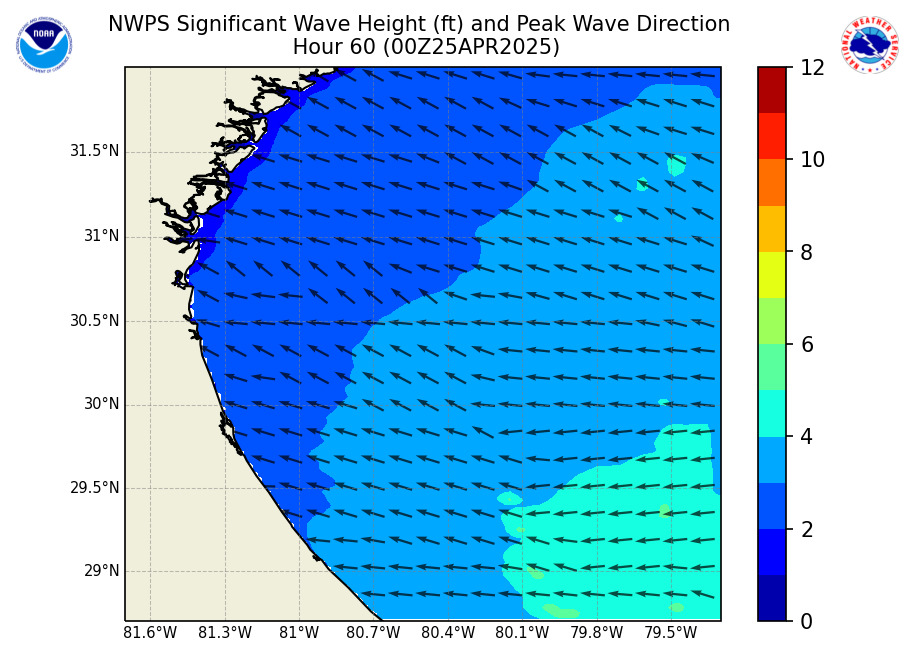 NWPS Significant Wave Height (ft) and Peak Wave Direction
Hour 60 (00Z25APR2025)
NOAA
NATIONAL WEATHER SERVICE
12
10
8
6
4
2
0
31.5°N
31°N
30.5°N
30°N
29.5°N
29°N
81.6°W 81.3°W 81°W 80.7°W 80.4°W 80.1°W 79.8°W 79.5°W